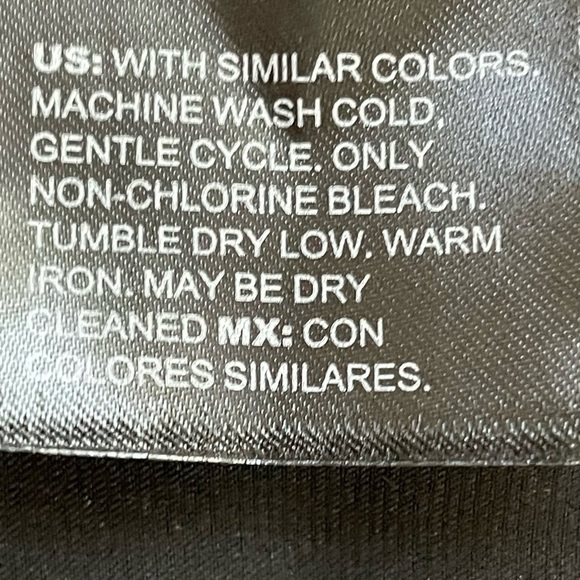 US: WITH SIMILAR COLORS.
MACHINE WASH COLD,
GENTLE CYCLE. ONLY
NON-CHLORINE BLEACH.
TUMBLE DRY LOW. WARM
IRON. MAY BE DRY
CLEANED MX: CON
COLORES SIMILARES.